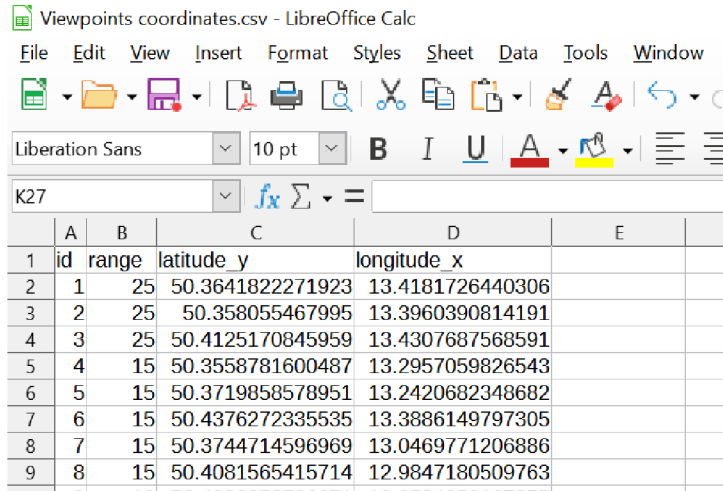 Viewpoints coordinates.csv - LibreOffice Calc
File Edit View Insert Format Styles Sheet Data Tools Window
Liberation Sans 10 pt B I U A
K27 fx Σ =
A B C D E
1 id range latitude_y longitude_x
2 1 25 50.3641822271923 13.4181726440306
3 2 25 50.358055467995 13.3960390814191
4 3 25 50.4125170845959 13.4307687568591
5 4 15 50.3558781600487 13.2957059826543
6 5 15 50.3719858578951 13.2420682348682
7 6 15 50.4376272335535 13.3886149797305
8 7 15 50.3744714596969 13.0469771206886
9 8 15 50.4081565415714 12.9847180509763